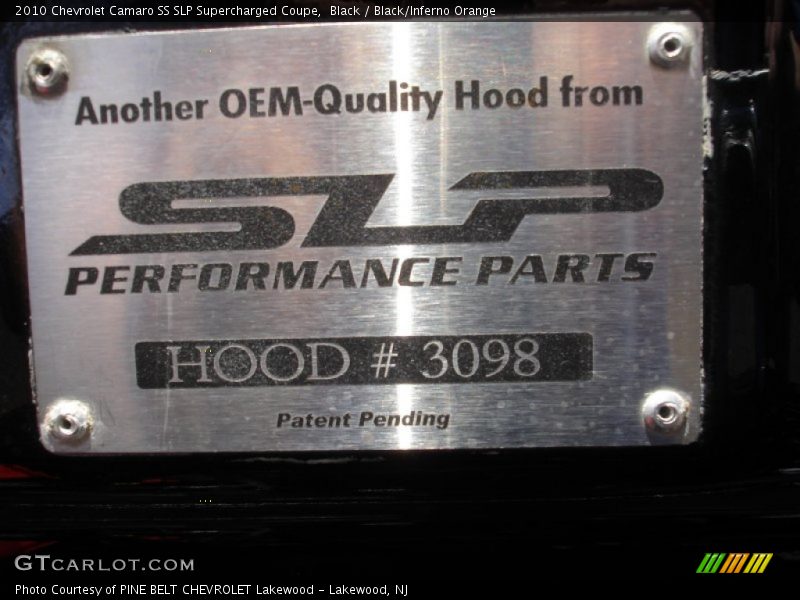 2010 Chevrolet Camaro SS SLP Supercharged Coupe,  Black / Black/Inferno Orange
Another OEM-Quality Hood from
SLP
PERFORMANCE PARTS
HOOD # 3098
Patent Pending
GTCARLOT.COM
Photo Courtesy of PINE BELT CHEVROLET Lakewood - Lakewood, NJ